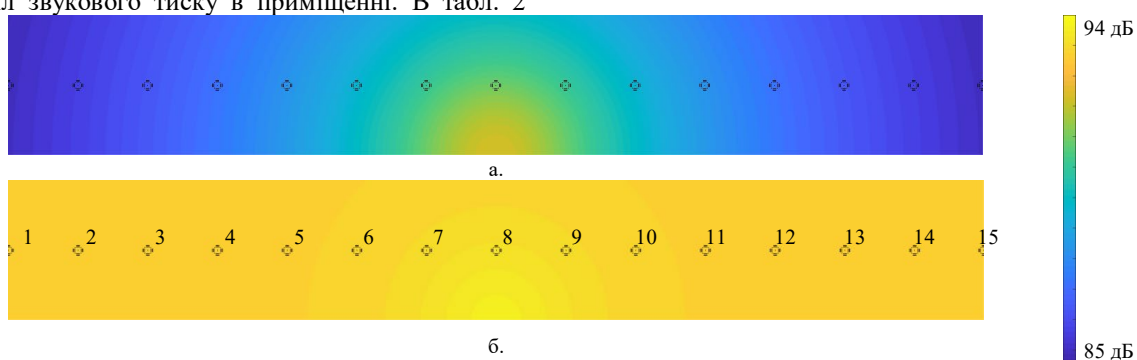 звукового тиску в приміщенні. В табл. 2
94 дБ
а.
1 2 3 4 5 6 7 8 9 10 11 12 13 14 15
б.
85 дБ